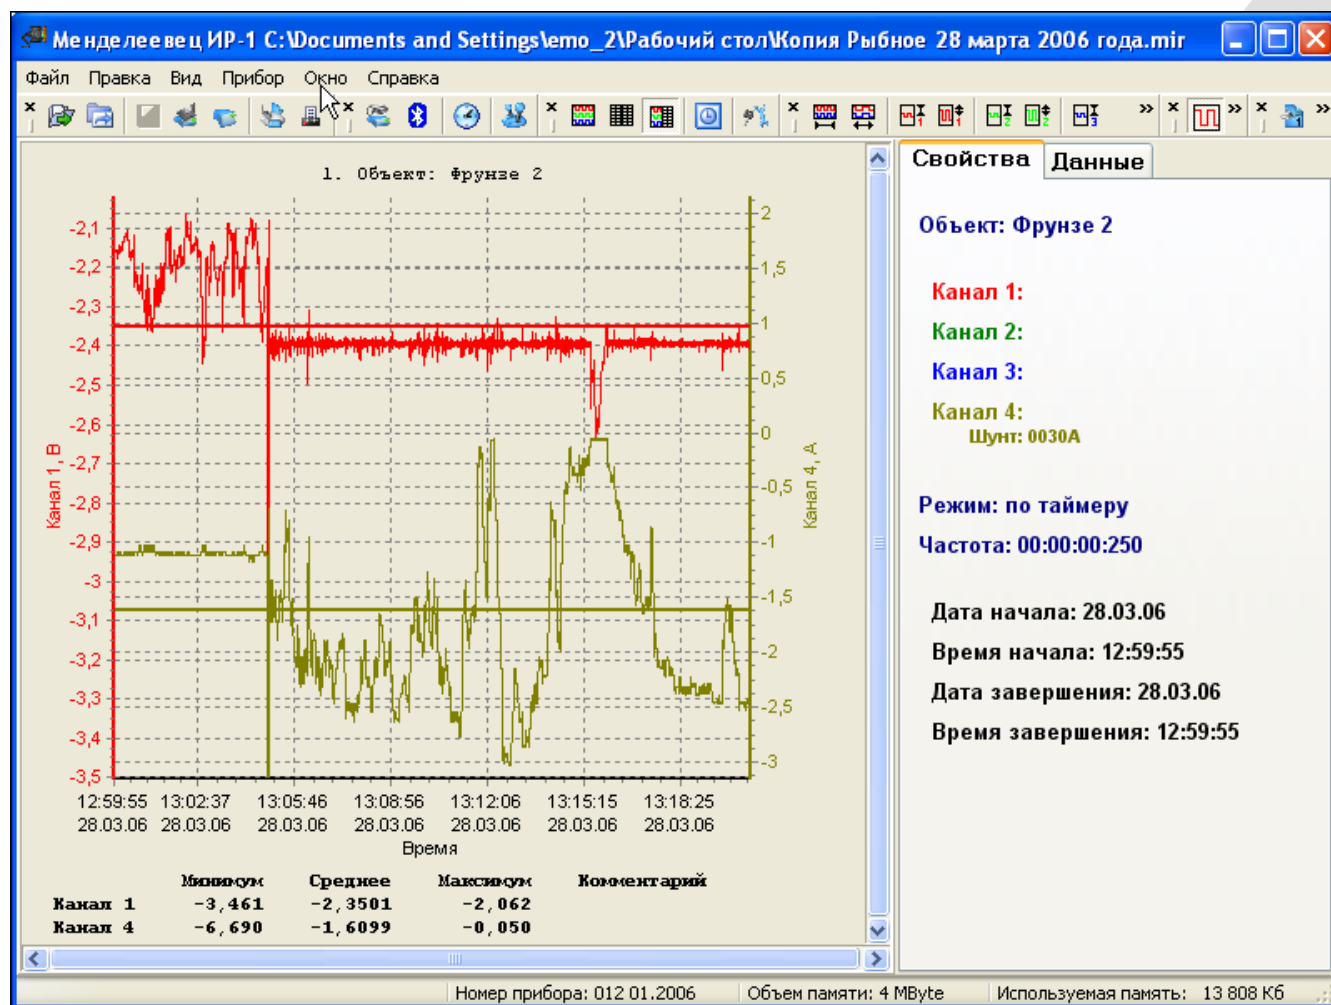 Менделеевец ИР-1 C:\Documents and Settings\emo_2\Рабочий стол\Копия Рыбное 28 марта 2006 года.mir
Файл Правка Вид Прибор Окно Справка
1. Объект: Фрунзе 2
-2,1
-2,2
-2,3
-2,4
-2,5
-2,6
-2,7
-2,8
-2,9
-3
-3,1
-3,2
-3,3
-3,4
-3,5
Канал 1, В
2
1,5
1
0,5
0
-0,5
-1
-1,5
-2
-2,5
-3
Канал 4, А
12:59:55 13:02:37 13:05:46 13:08:56 13:12:06 13:15:15 13:18:25
28.03.06 28.03.06 28.03.06 28.03.06 28.03.06 28.03.06 28.03.06
Время
Минимум Среднее Максимум Комментарий
Канал 1 -3,461 -2,3501 -2,062
Канал 4 -6,690 -1,6099 -0,050
Свойства Данные
Объект: Фрунзе 2
Канал 1:
Канал 2:
Канал 3:
Канал 4:
Шунт: 0030А
Режим: по таймеру
Частота: 00:00:00:250
Дата начала: 28.03.06
Время начала: 12:59:55
Дата завершения: 28.03.06
Время завершения: 12:59:55
Номер прибора: 012 01.2006 Объем памяти: 4 MByte Используемая память: 13 808 Кб